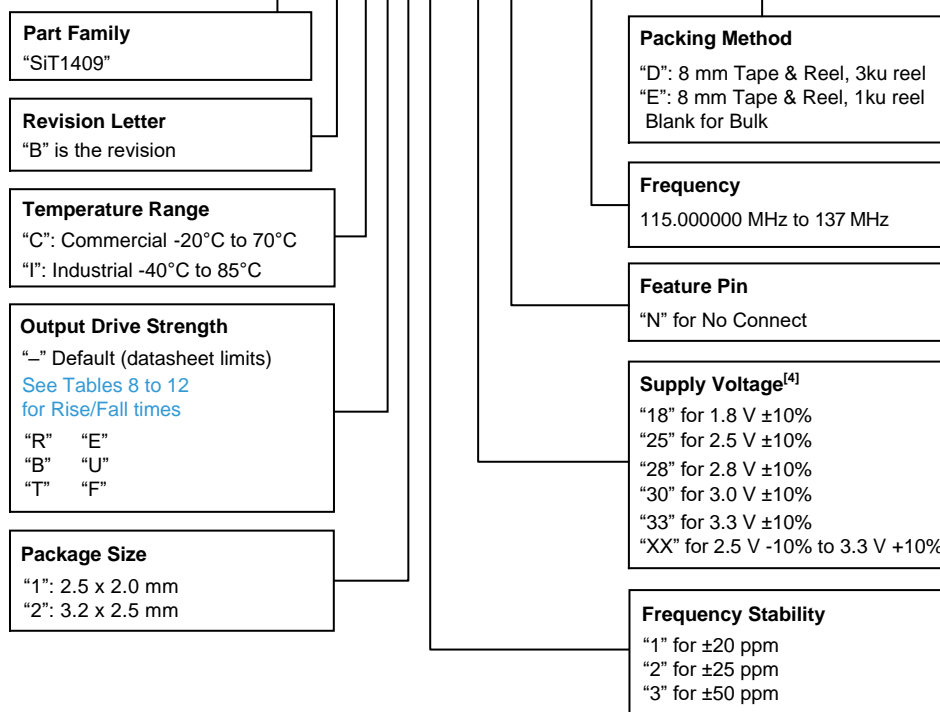 Part Family
“SiT1409”
Revision Letter
“B” is the revision
Temperature Range
“C”: Commercial -20°C to 70°C
“I”: Industrial -40°C to 85°C
Output Drive Strength
“–” Default (datasheet limits)
See Tables 8 to 12
for Rise/Fall times
“R” “E”
“B” “U”
“T” “F”
Package Size
“1”: 2.5 x 2.0 mm
“2”: 3.2 x 2.5 mm
Packing Method
“D”: 8 mm Tape & Reel, 3ku reel
“E”: 8 mm Tape & Reel, 1ku reel
Blank for Bulk
Frequency
115.000000 MHz to 137 MHz
Feature Pin
“N” for No Connect
Supply Voltage[4]
“18” for 1.8 V ±10%
“25” for 2.5 V ±10%
“28” for 2.8 V ±10%
“30” for 3.0 V ±10%
“33” for 3.3 V ±10%
“XX” for 2.5 V -10% to 3.3 V +10%
Frequency Stability
“1” for ±20 ppm
“2” for ±25 ppm
“3” for ±50 ppm